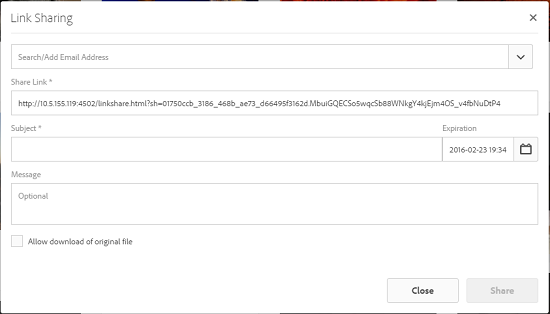 Link Sharing
Search/Add Email Address
Share Link *
http://10.5.155.119:4502/linkshare.html?sh=01750ccb_3186_468b_ae73_d66495f3162d.MbuiGQECSo5wqcSb88WNkgY4kjEjm4OS_v4fbNuDtP4
Subject *
Expiration
2016-02-23 19:34
Message
Optional
Allow download of original file
Close
Share